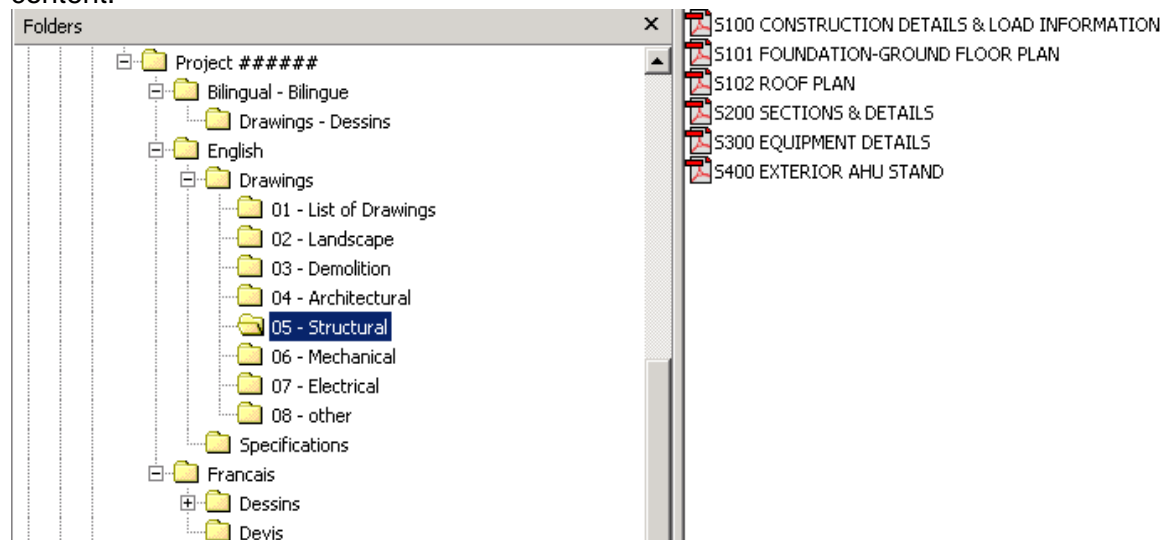 content.
Folders
Project ######
Bilingual - Bilingue
Drawings - Dessins
English
Drawings
01 - List of Drawings
02 - Landscape
03 - Demolition
04 - Architectural
05 - Structural
06 - Mechanical
07 - Electrical
08 - other
Specifications
Francais
Dessins
Devis
S100 CONSTRUCTION DETAILS & LOAD INFORMATION
S101 FOUNDATION-GROUND FLOOR PLAN
S102 ROOF PLAN
S200 SECTIONS & DETAILS
S300 EQUIPMENT DETAILS
S400 EXTERIOR AHU STAND